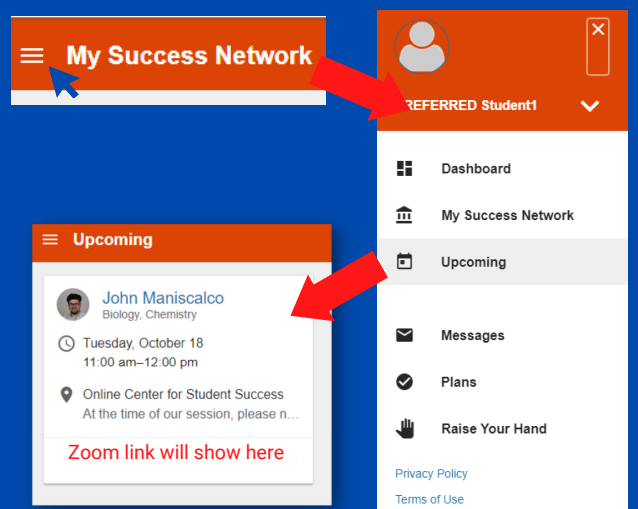 My Success Network
REFERRED Student1
Dashboard
My Success Network
Upcoming
Messages
Plans
Raise Your Hand
Privacy Policy
Terms of Use
Upcoming
John Maniscalco
Biology, Chemistry
Tuesday, October 18
11:00 am–12:00 pm
Online Center for Student Success
At the time of our session, please n...
Zoom link will show here